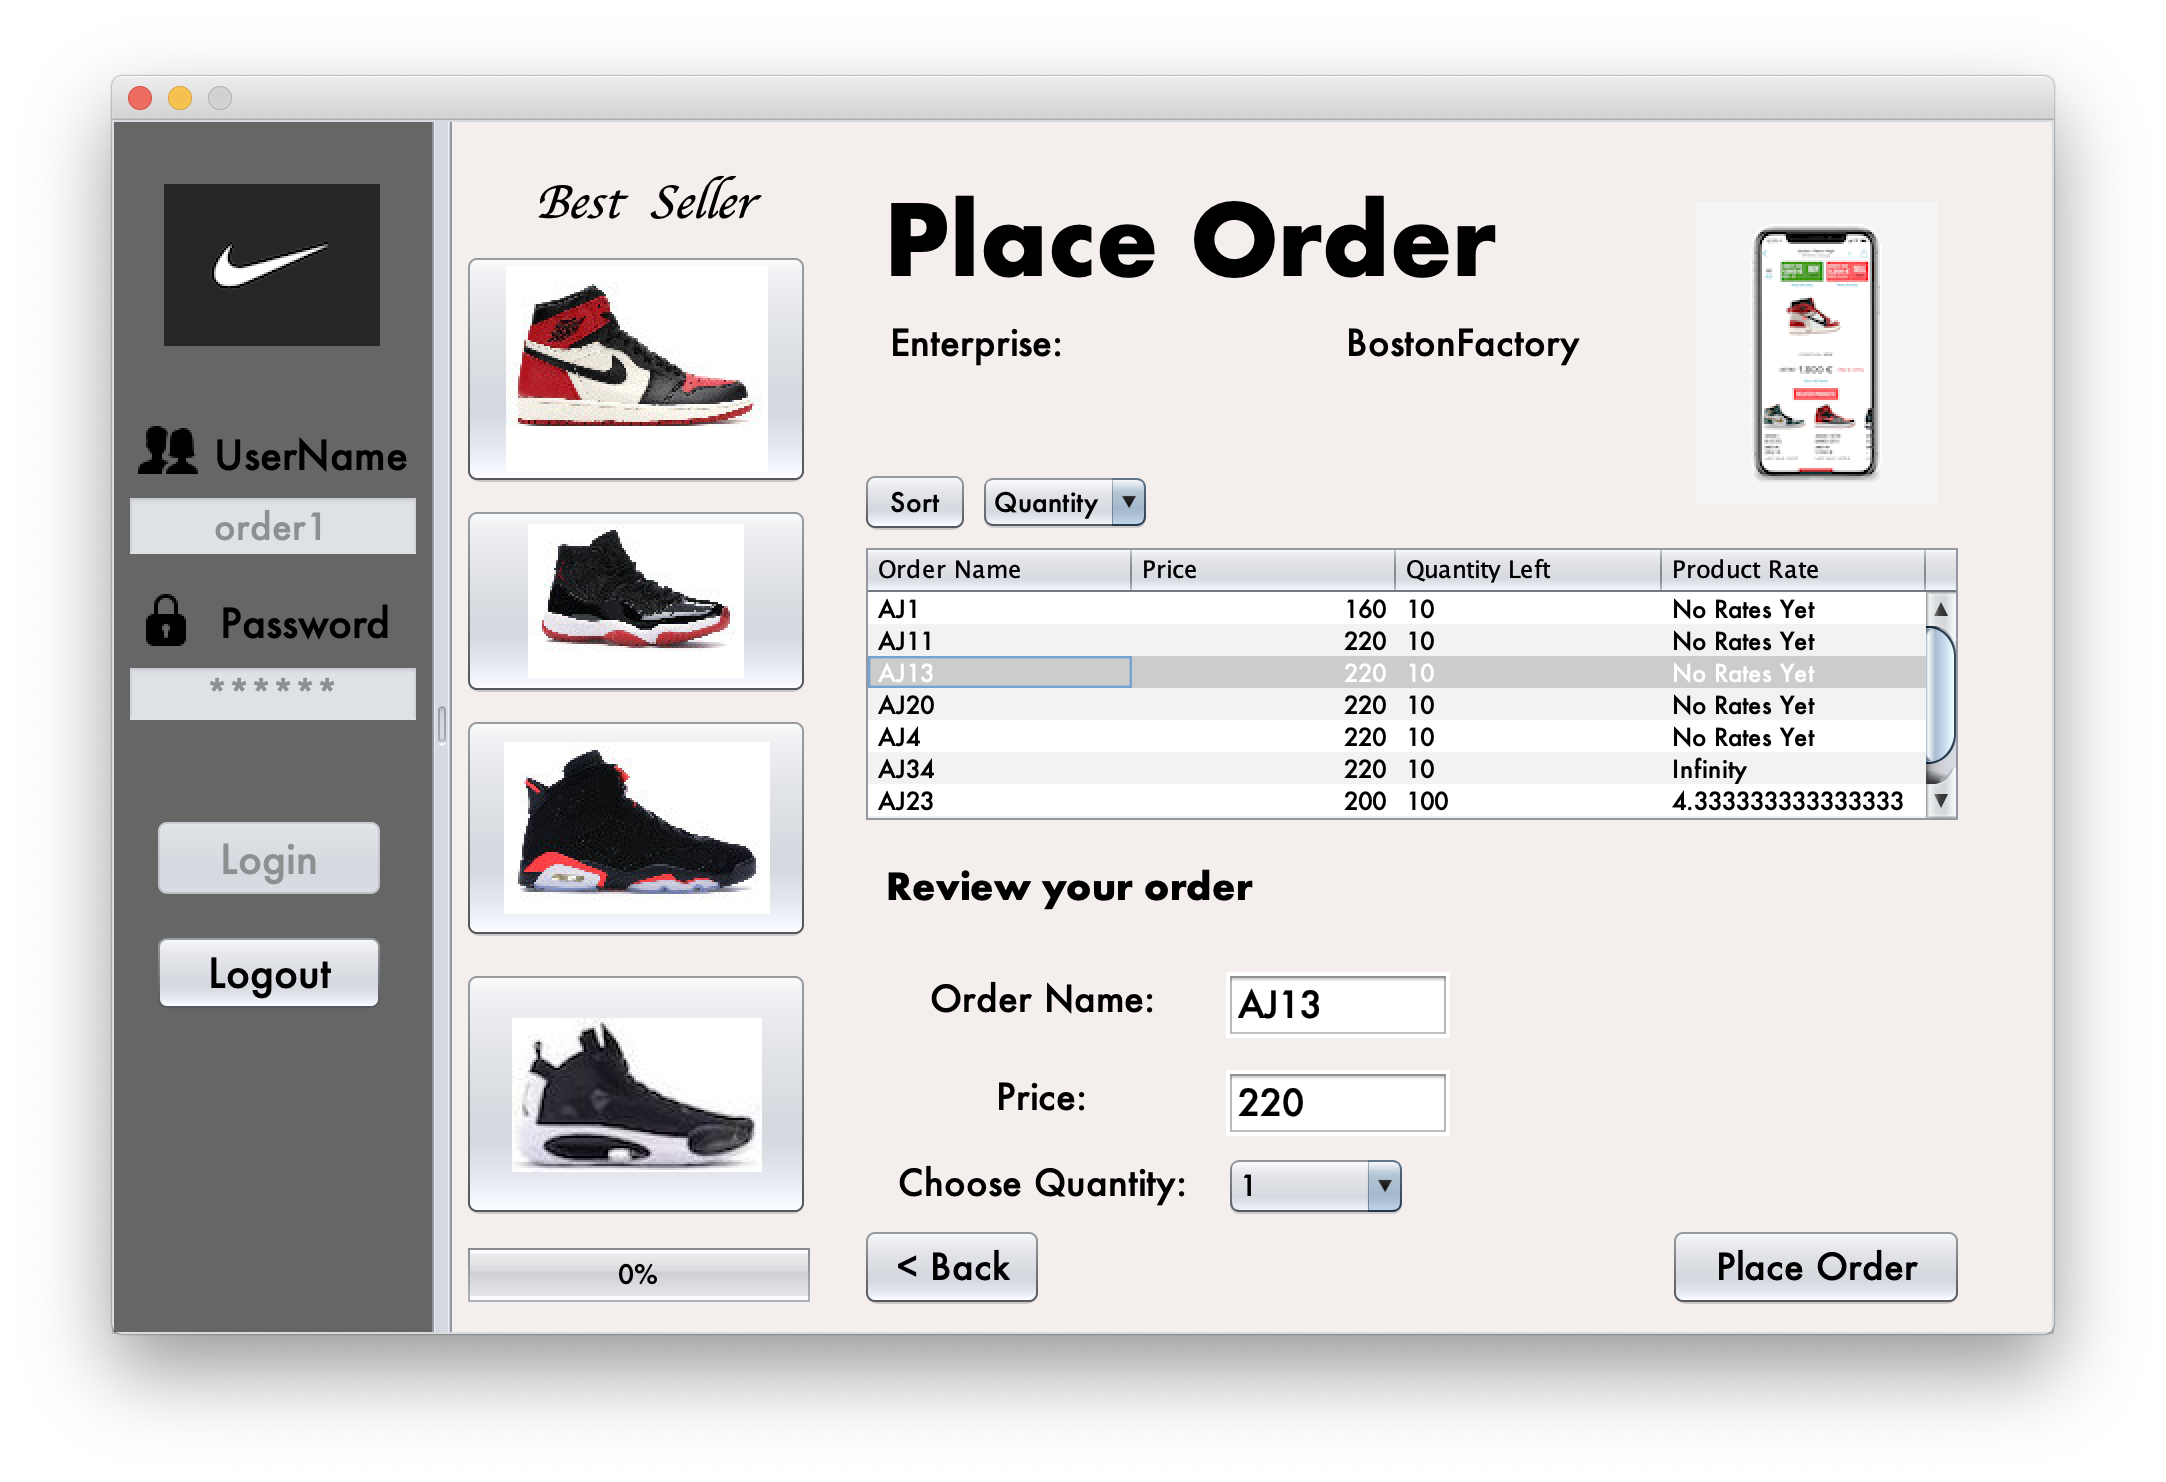 UserName
order1
Password
******
Login
Logout
Best Seller
0%
Place Order
Enterprise: BostonFactory
Sort Quantity
Order Name Price Quantity Left Product Rate
AJ1 160 10 No Rates Yet
AJ11 220 10 No Rates Yet
AJ13 220 10 No Rates Yet
AJ20 220 10 No Rates Yet
AJ4 220 10 No Rates Yet
AJ34 220 10 Infinity
AJ23 200 100 4.333333333333333
Review your order
Order Name: AJ13
Price: 220
Choose Quantity: 1
< Back Place Order
1.800 €